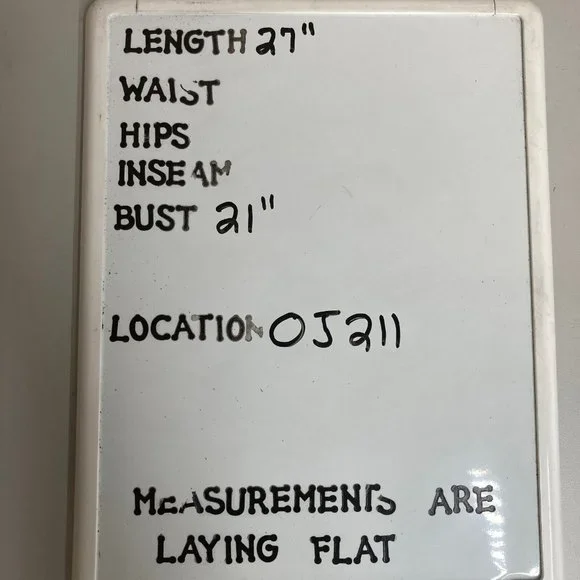 LENGTH 27"
WAIST
HIPS
INSEAM
BUST 21"
LOCATION OJ211
MEASUREMENTS ARE
LAYING FLAT